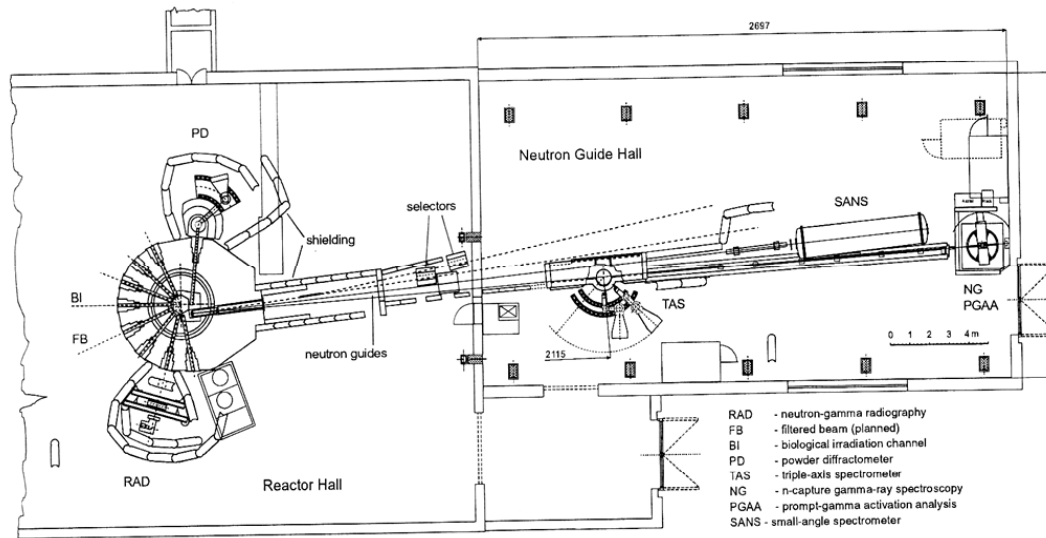 2697
PD
Neutron Guide Hall
SANS
selectors
shielding
BI
NG
PGAA
TAS
FB
0 1 2 3 4 m
neutron guides
2115
RAD - neutron-gamma radiography
FB - filtered beam (planned)
BI - biological irradiation channel
PD - powder diffractometer
TAS - triple-axis spectrometer
NG - n-capture gamma-ray spectroscopy
PGAA - prompt-gamma activation analysis
SANS - small-angle spectrometer
RAD
Reactor Hall